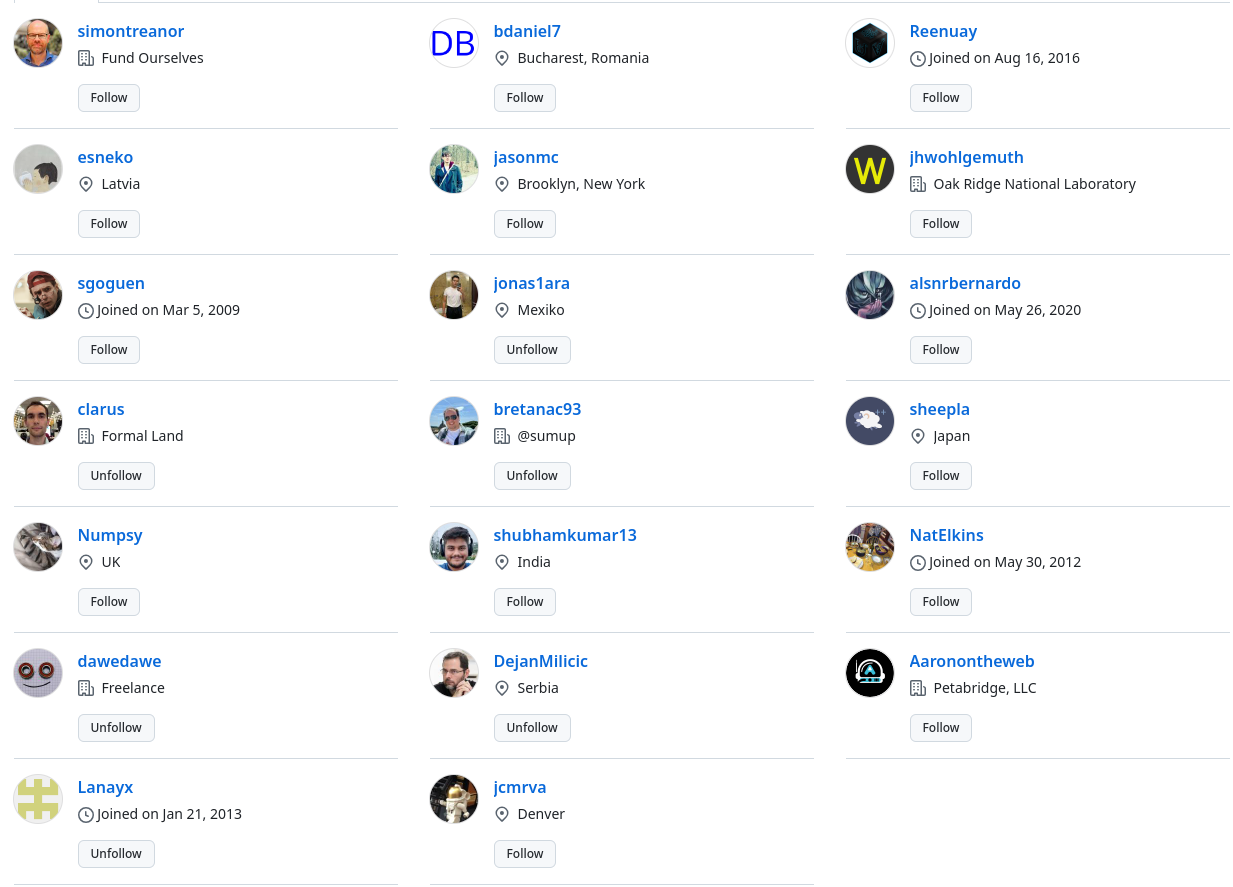 simontreanor
Fund Ourselves
Follow
DB
bdaniel7
Bucharest, Romania
Follow
Reenuay
Joined on Aug 16, 2016
Follow
esneko
Latvia
Follow
jasonmc
Brooklyn, New York
Follow
W
jhwohlgemuth
Oak Ridge National Laboratory
Follow
sgoguen
Joined on Mar 5, 2009
Follow
jonas1ara
Mexiko
Unfollow
alsnrbernardo
Joined on May 26, 2020
Follow
clarus
Formal Land
Unfollow
bretanac93
@sumup
Unfollow
sheepla
Japan
Follow
Numpsy
UK
Follow
shubhamkumar13
India
Follow
NatElkins
Joined on May 30, 2012
Follow
dawedawe
Freelance
Unfollow
DejanMilicic
Serbia
Unfollow
Aaronontheweb
Petabridge, LLC
Follow
Lanayx
Joined on Jan 21, 2013
Unfollow
jcmrva
Denver
Follow